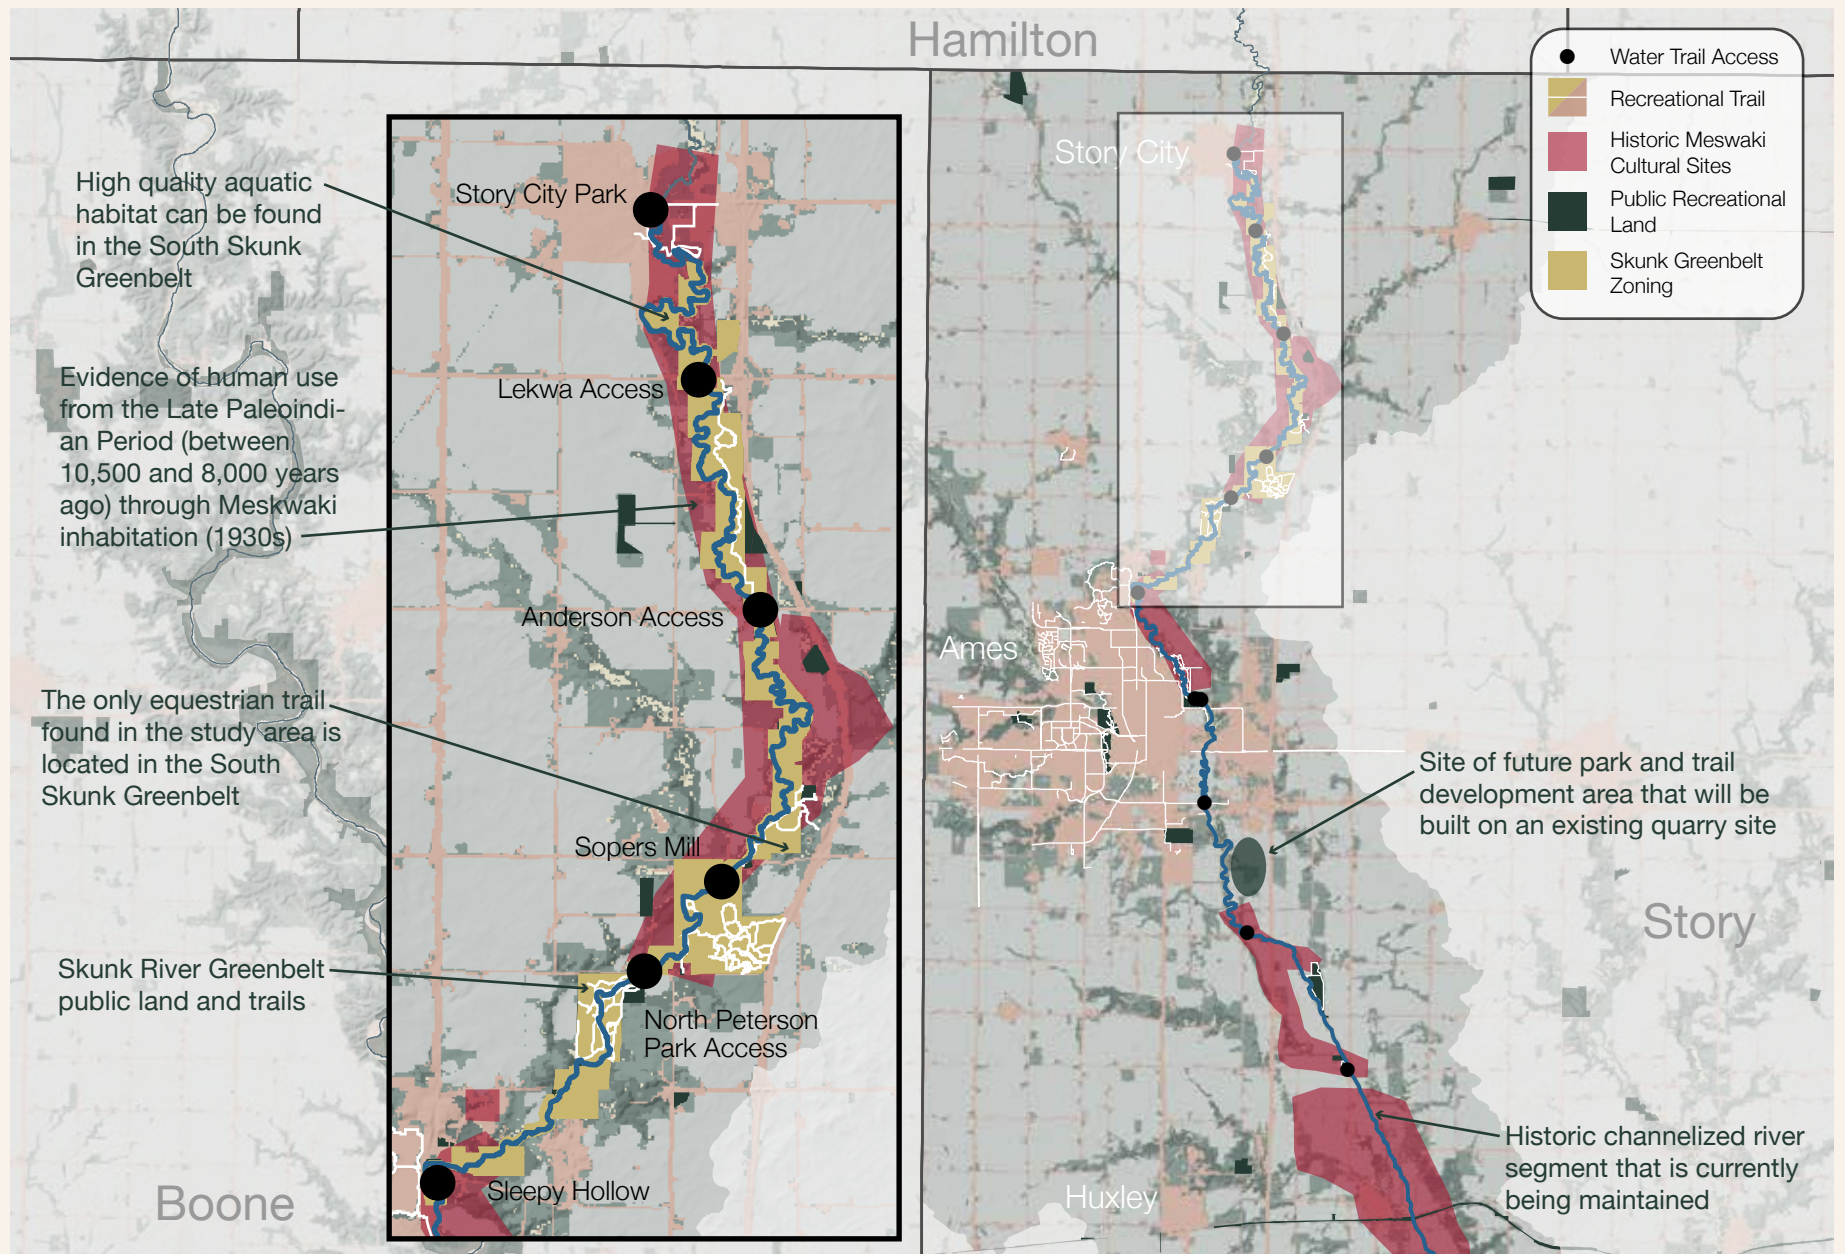 Hamilton
Water Trail Access
Recreational Trail
Historic Meswaki
Cultural Sites
Public Recreational
Land
Skunk Greenbelt
Zoning
High quality aquatic
habitat can be found
in the South Skunk
Greenbelt
Evidence of human use
from the Late Paleoindi-
an Period (between
10,500 and 8,000 years
ago) through Meskwaki
inhabitation (1930s)
The only equestrian trail
found in the study area is
located in the South
Skunk Greenbelt
Skunk River Greenbelt
public land and trails
Boone
Story City Park
Lekwa Access
Anderson Access
Sopers Mill
North Peterson
Park Access
Sleepy Hollow
Story City
Ames
Site of future park and trail
development area that will be
built on an existing quarry site
Story
Historic channelized river
segment that is currently
being maintained
Huxley